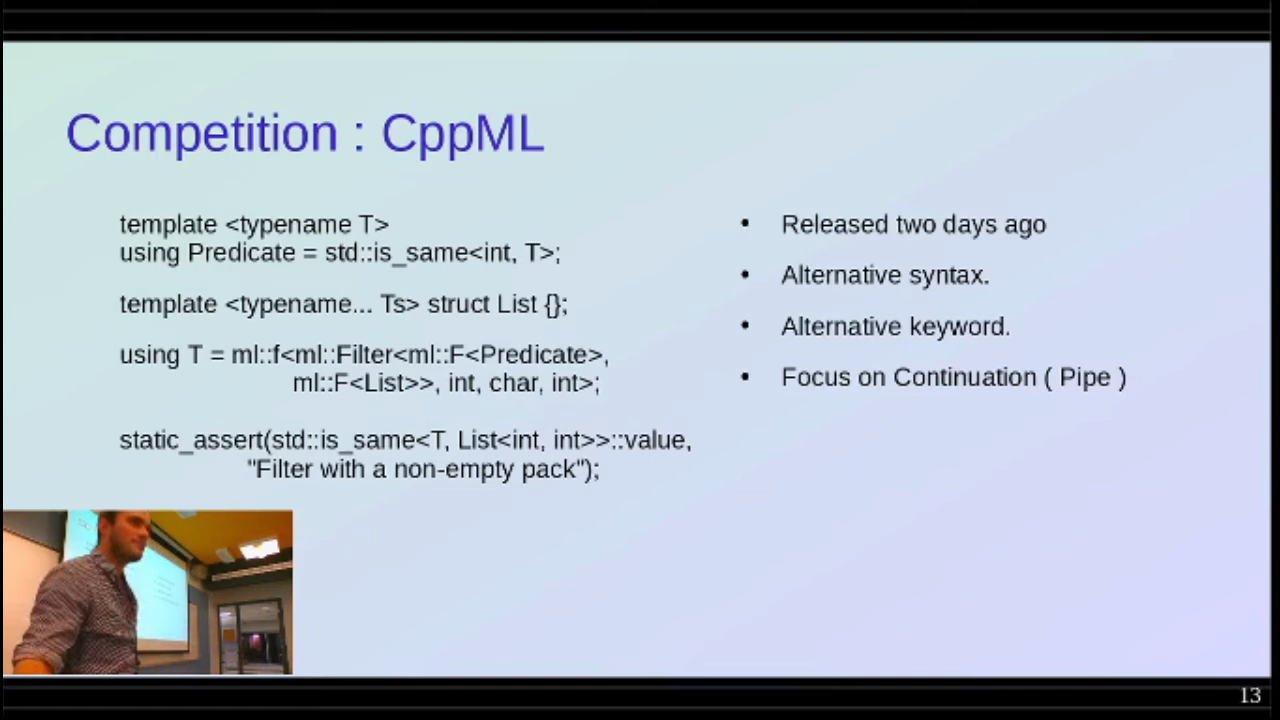 Competition : CppML
template <typename T>
using Predicate = std::is_same<int, T>;
template <typename... Ts> struct List {};
using T = ml::f<ml::Filter<ml::F<Predicate>,
ml::F<List>>, int, char, int>;
static_assert(std::is_same<T, List<int, int>>::value,
"Filter with a non-empty pack");
• Released two days ago
• Alternative syntax.
• Alternative keyword.
• Focus on Continuation ( Pipe )
13